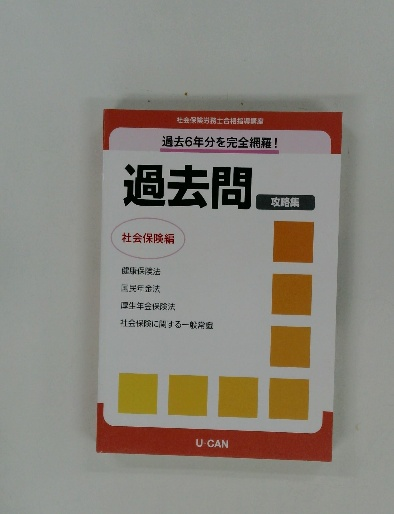 社会保険労務士合格指導講座
過去6年分を完全網羅!
過去問 攻略集
社会保険編
健康保険法
国民年金法
厚生年金保険法
社会保険に関する一般常識
U-CAN